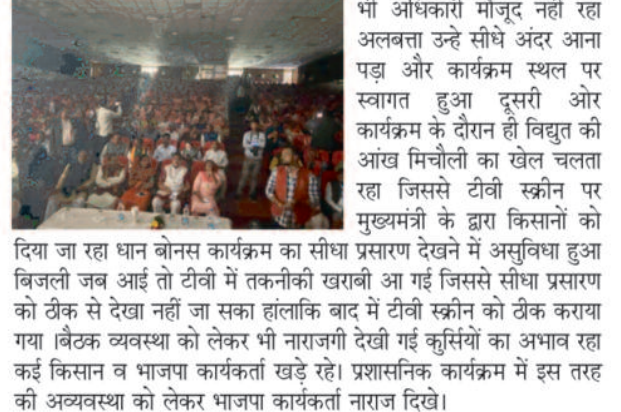 भी अधिकारी मौजूद नही रहा
अलबत्ता उन्हे सीधे अंदर आना
पड़ा और कार्यक्रम स्थल पर
स्वागत हुआ दूसरी ओर
कार्यक्रम के दौरान ही विद्युत की
आंख मिचौली का खेल चलता
रहा जिससे टीवी स्क्रीन पर
मुख्यमंत्री के द्वारा किसानों को
दिया जा रहा धान बोनस कार्यक्रम का सीधा प्रसारण देखने में असुविधा हुआ
बिजली जब आई तो टीवी में तकनीकी खराबी आ गई जिससे सीधा प्रसारण
को ठीक से देखा नहीं जा सका हांलाकि बाद में टीवी स्क्रीन को ठीक कराया
गया ।बैठक व्यवस्था को लेकर भी नाराजगी देखी गई कुर्सियों का अभाव रहा
कई किसान व भाजपा कार्यकर्ता खड़े रहे। प्रशासनिक कार्यक्रम में इस तरह
की अव्यवस्था को लेकर भाजपा कार्यकर्ता नाराज दिखे।